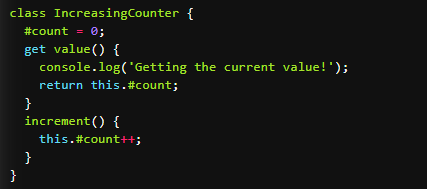 class IncreasingCounter {
  #count = 0;
  get value() {
    console.log('Getting the current value!');
    return this.#count;
  }
  increment() {
    this.#count++;
  }
}